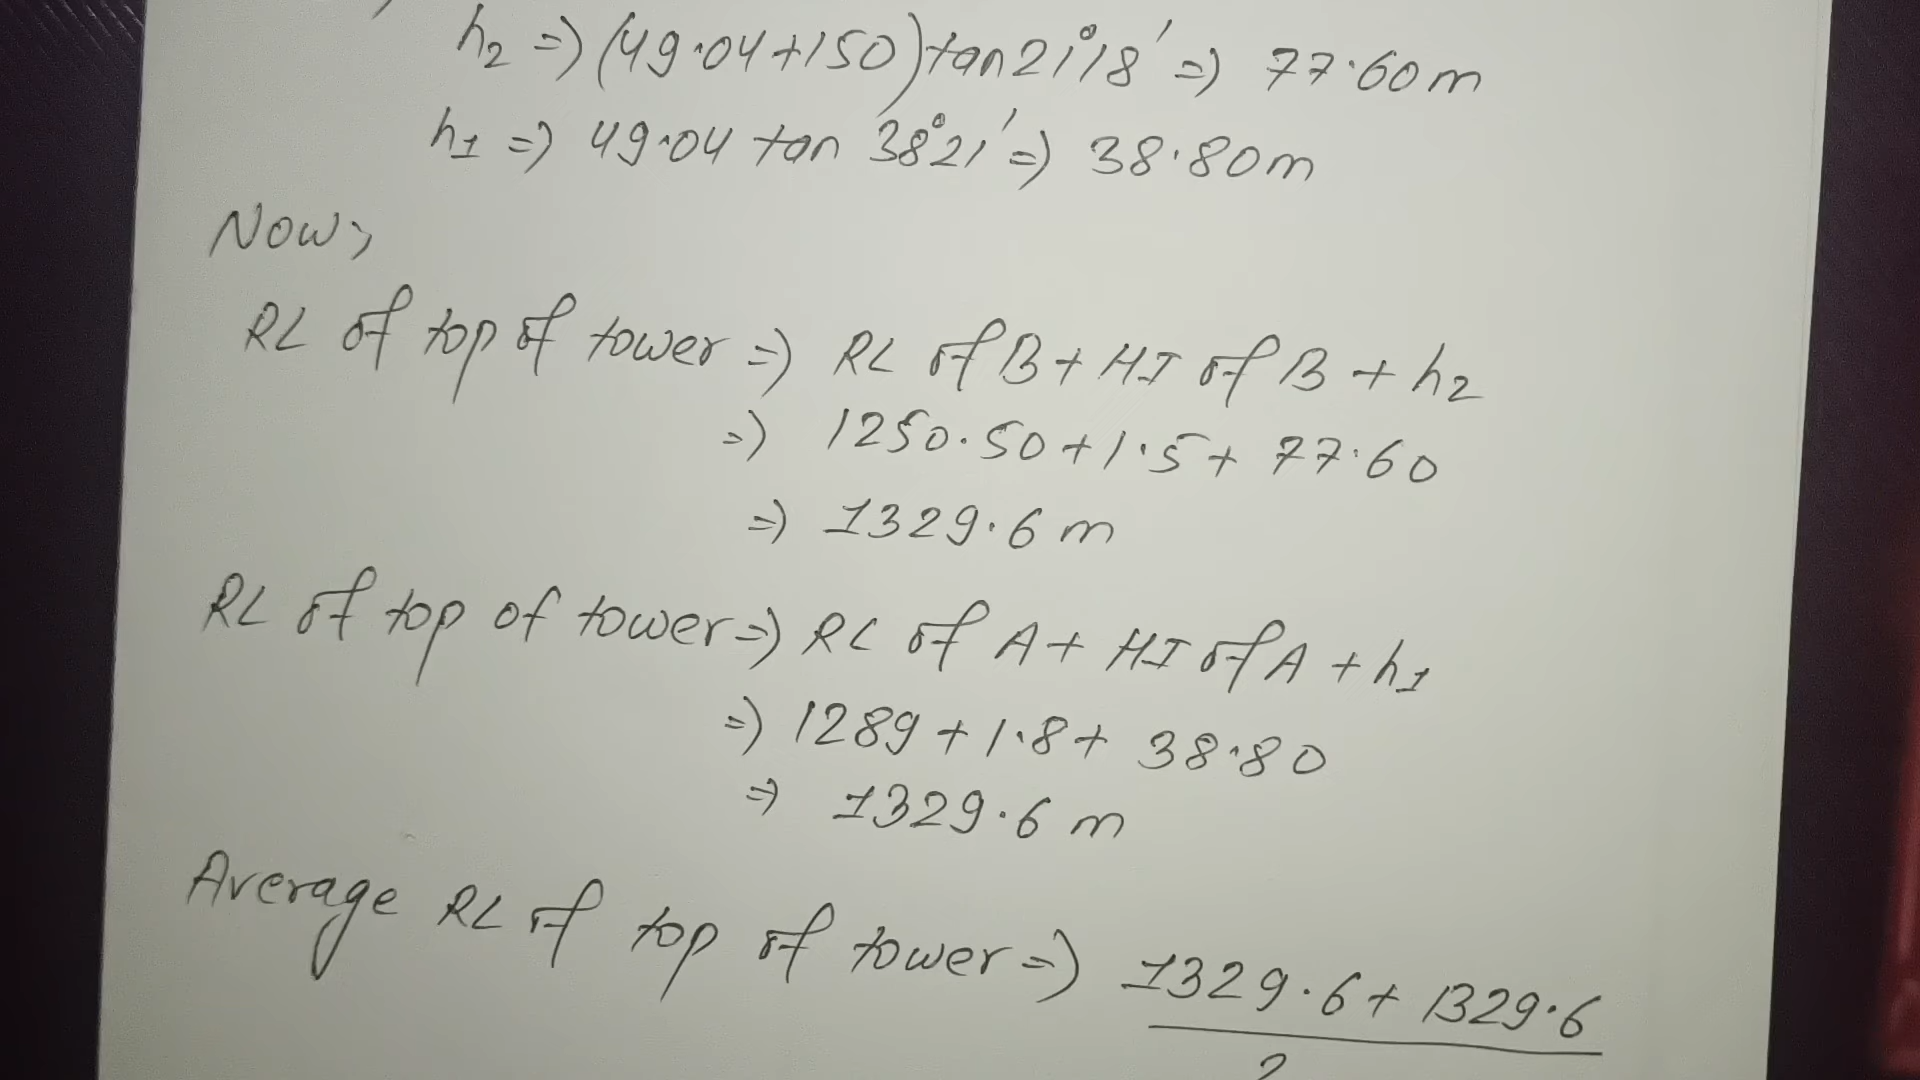 h₂ => (49.04+150) tan 21°18' => 77.60m
h₁ => 49.04 tan 38°21' => 38.80m
Now,
RL of top of tower => RL of B + HI of B + h₂
=> 1250.50 + 1.5 + 77.60
=> 1329.6 m
RL of top of tower => RL of A + HI of A + h₁
=> 1289 + 1.8 + 38.80
=> 1329.6 m
Average RL of top of tower => 1329.6 + 1329.6
2